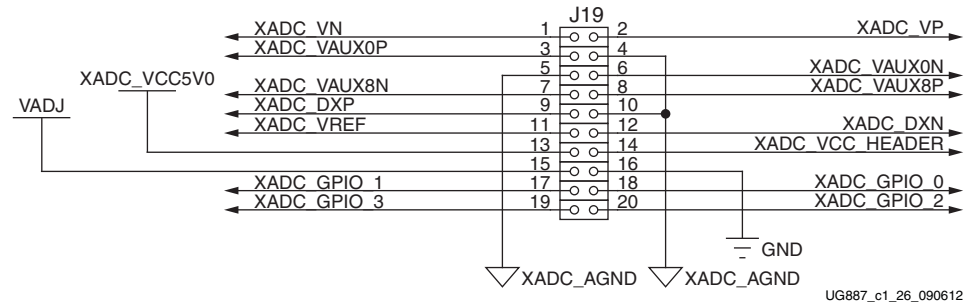 J19
XADC_VN 1 2 XADC_VP
XADC_VAUX0P 3 4
5 6 XADC_VAUX0N
XADC_VCC5V0
XADC_VAUX8N 7 8 XADC_VAUX8P
VADJ
XADC_DXP 9 10
XADC_VREF 11 12 XADC_DXN
13 14 XADC_VCC_HEADER
15 16
XADC_GPIO_1 17 18 XADC_GPIO_0
XADC_GPIO_3 19 20 XADC_GPIO_2
GND
XADC_AGND XADC_AGND
UG887_c1_26_090612